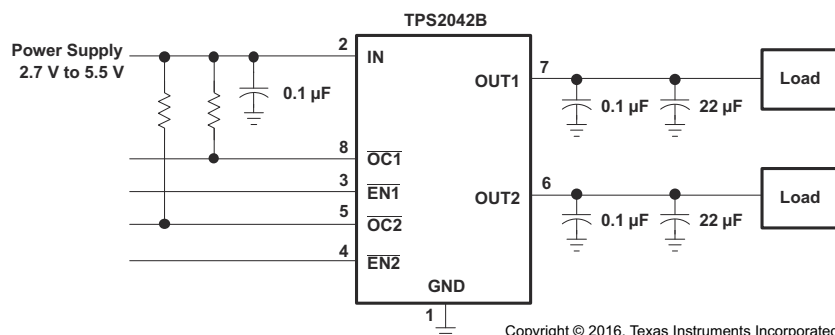 TPS2042B
Power Supply
2.7 V to 5.5 V
2
IN
0.1 µF
8
OC1
3
EN1
5
OC2
4
EN2
GND
1
OUT1
7
0.1 µF
22 µF
Load
OUT2
6
0.1 µF
22 µF
Load
Copyright © 2016, Texas Instruments Incorporated